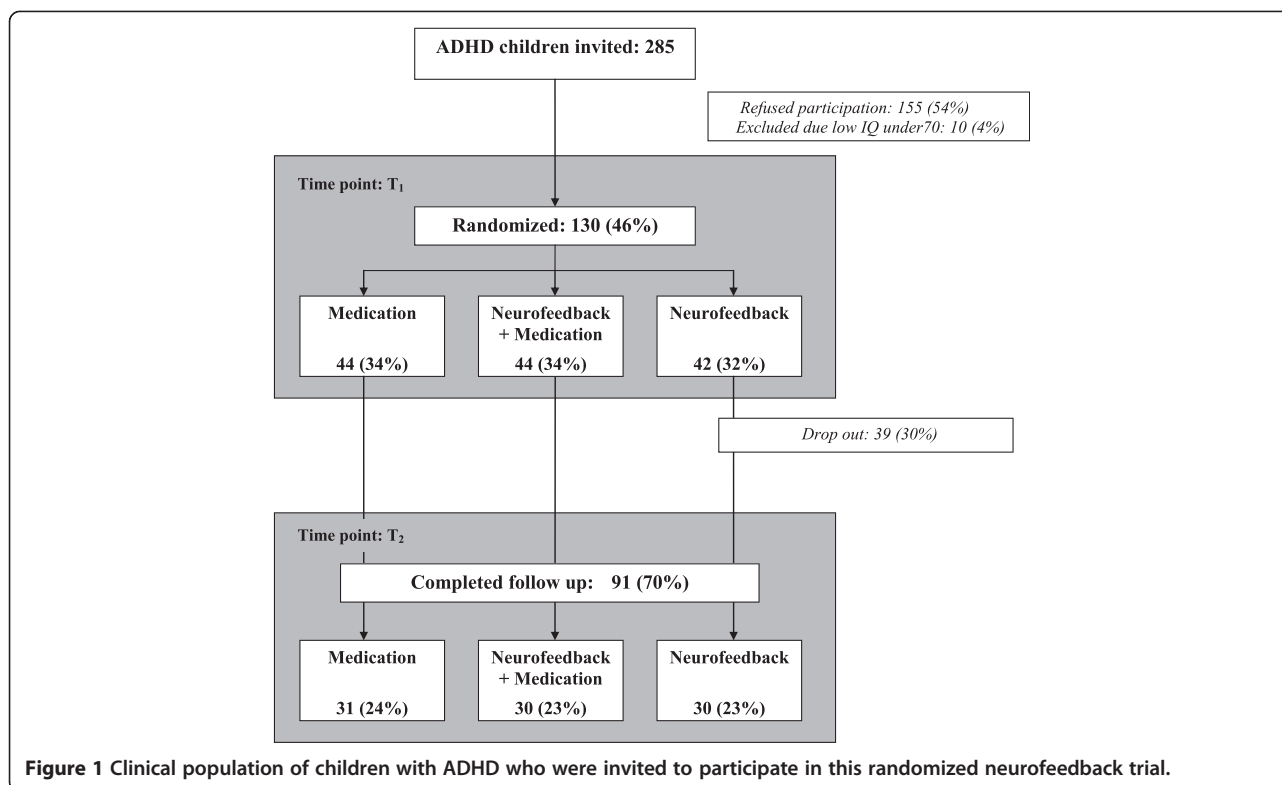 ADHD children invited: 285
Refused participation: 155 (54%)
Excluded due low IQ under70: 10 (4%)
Time point: T₁
Randomized: 130 (46%)
Medication
44 (34%)
Neurofeedback
+ Medication
44 (34%)
Neurofeedback
42 (32%)
Drop out: 39 (30%)
Time point: T₂
Completed follow up: 91 (70%)
Medication
31 (24%)
Neurofeedback
+ Medication
30 (23%)
Neurofeedback
30 (23%)
Figure 1 Clinical population of children with ADHD who were invited to participate in this randomized neurofeedback trial.